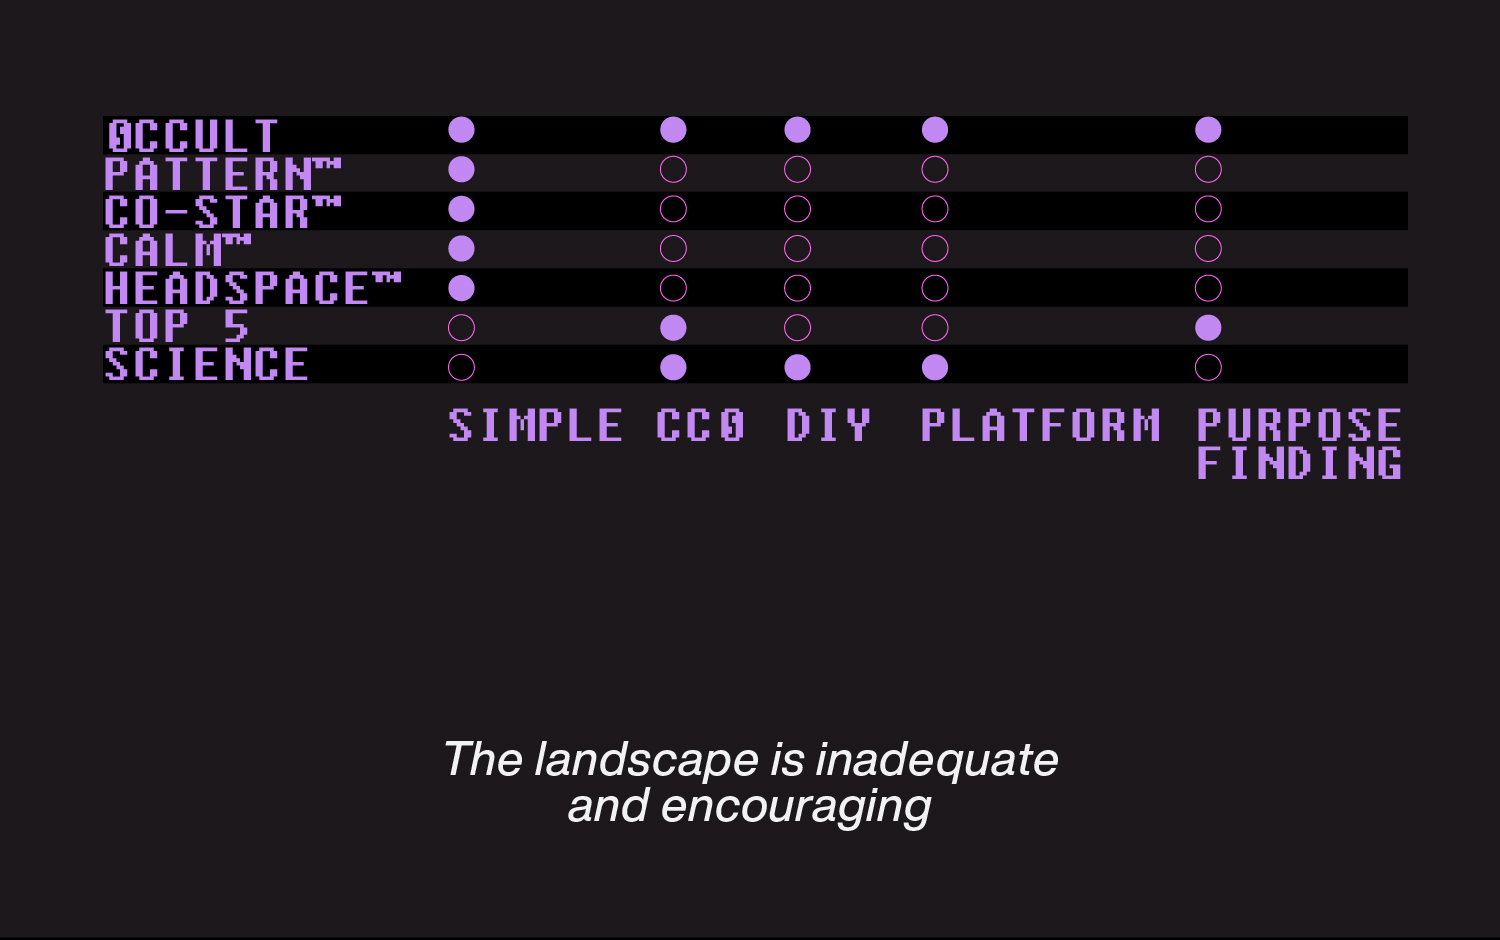 0CCULT
PATTERN™
CO-STAR™
CALM™
HEADSPACE™
TOP 5
SCIENCE
SIMPLE CC0 DIY PLATFORM PURPOSE
FINDING
The landscape is inadequate
and encouraging